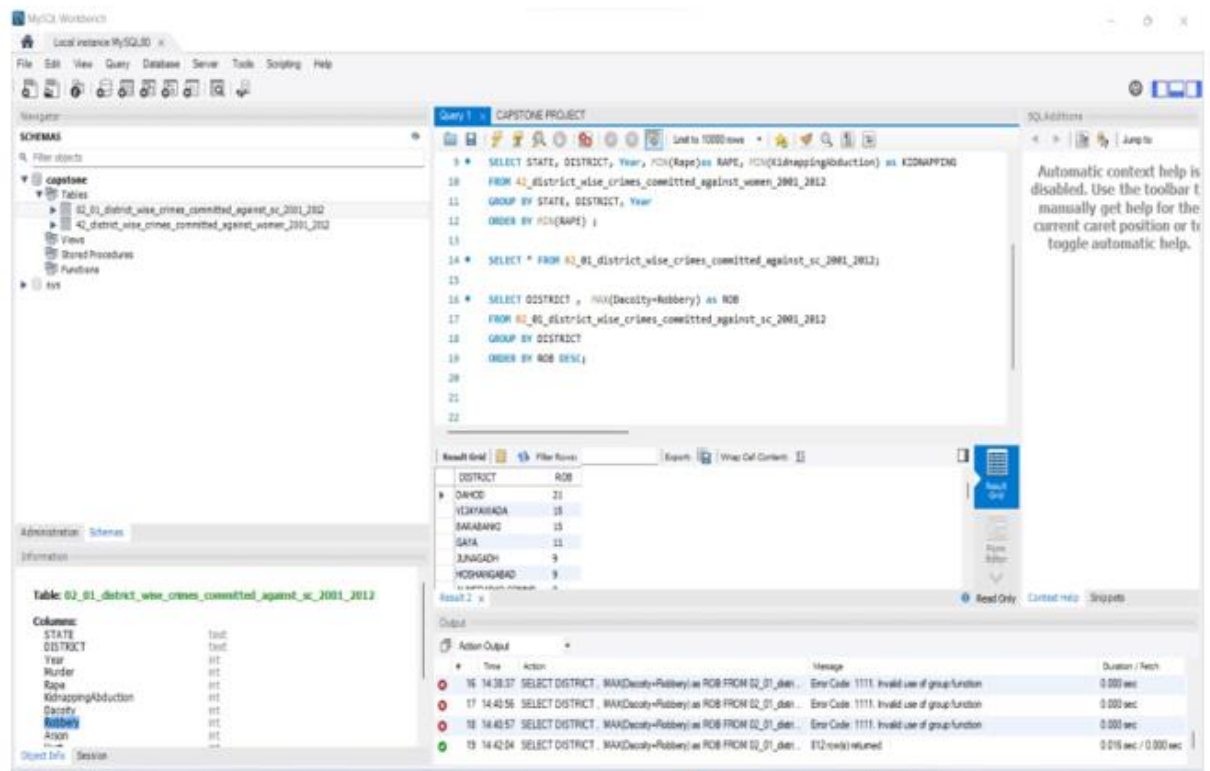 MySQL Workbench
Local instance MySQL80 x
File Edit View Query Database Server Tools Scripting Help
Navigator
SCHEMAS
Filter objects
capstone
Tables
02_01_district_wise_crimes_committed_against_sc_2001_2012
42_district_wise_crimes_committed_against_women_2001_2012
Views
Stored Procedures
Functions
sys
Administration Schemas
Information
Table: 02_01_district_wise_crimes_committed_against_sc_2001_2012
Columns:
STATE text
DISTRICT text
Year int
Murder int
Rape int
KidnappingAbduction int
Dacoity int
Robbery int
Arson int
Object Info Session
Query 1 x CAPSTONE PROJECT
Limit to 10000 rows
9 SELECT STATE, DISTRICT, Year, MIN(Rape)as RAPE, MIN(KidnappingAbduction) as KIDNAPPING
10 FROM 42_district_wise_crimes_committed_against_women_2001_2012
11 GROUP BY STATE, DISTRICT, Year
12 ORDER BY MIN(RAPE) ;
13
14 SELECT * FROM 02_01_district_wise_crimes_committed_against_sc_2001_2012;
15
16 SELECT DISTRICT , MAX(Dacoity+Robbery) as ROB
17 FROM 02_01_district_wise_crimes_committed_against_sc_2001_2012
18 GROUP BY DISTRICT
19 ORDER BY ROB DESC;
20
21
22
Result Grid Filter Rows: Export: Wrap Cell Content:
DISTRICT ROB
DAHOD 21
VIJAYAWADA 15
BARABANKI 15
GAYA 11
JUNAGADH 9
HOSHANGABAD 9
Result Grid
Form Editor
Result 2 x
Read Only
SQLAdditions
Jump to
Automatic context help is
disabled. Use the toolbar t
manually get help for the
current caret position or to
toggle automatic help.
Context Help Snippets
Output
Action Output
# Time Action Message Duration / Fetch
16 14:38:37 SELECT DISTRICT , MAX(Dacoity+Robbery) as ROB FROM 02_01_distri... Error Code: 1111. Invalid use of group function 0.000 sec
17 14:40:56 SELECT DISTRICT , MAX(Dacoity+Robbery) as ROB FROM 02_01_distri... Error Code: 1111. Invalid use of group function 0.000 sec
18 14:40:57 SELECT DISTRICT , MAX(Dacoity+Robbery) as ROB FROM 02_01_distri... Error Code: 1111. Invalid use of group function 0.000 sec
19 14:42:04 SELECT DISTRICT , MAX(Dacoity+Robbery) as ROB FROM 02_01_distri... 812 row(s) returned 0.016 sec / 0.000 sec